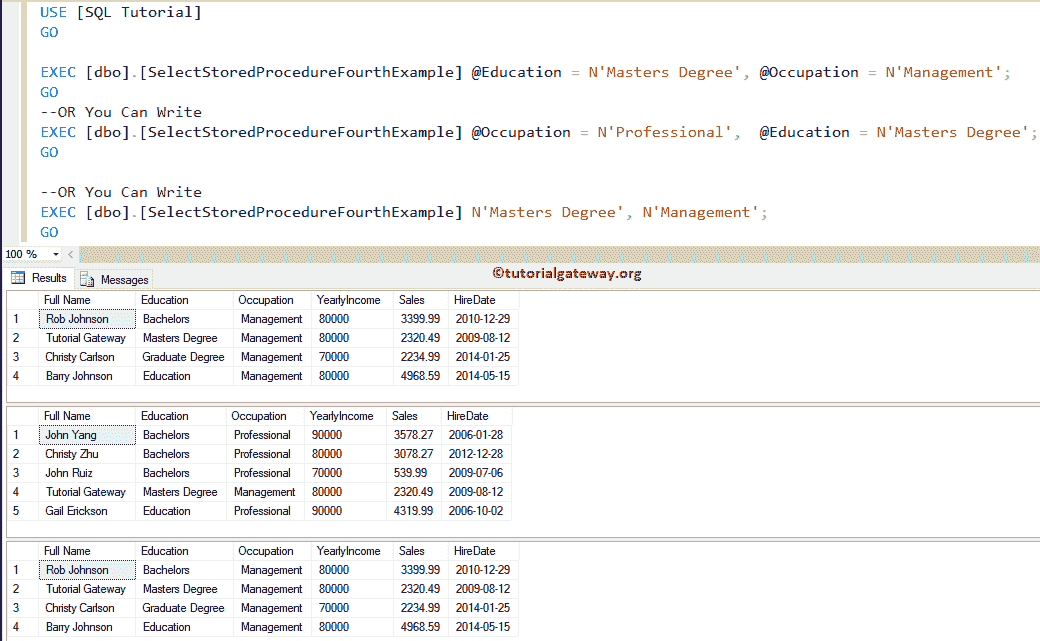 USE [SQL Tutorial]
GO
EXEC [dbo].[SelectStoredProcedureFourthExample] @Education = N'Masters Degree', @Occupation = N'Management';
GO
--OR You Can Write
EXEC [dbo].[SelectStoredProcedureFourthExample] @Occupation = N'Professional',  @Education = N'Masters Degree';
GO
--OR You Can Write
EXEC [dbo].[SelectStoredProcedureFourthExample] N'Masters Degree', N'Management';
GO
100 %
Results Messages ©tutorialgateway.org
Full Name Education Occupation YearlyIncome Sales HireDate
1 Rob Johnson Bachelors Management 80000 3399.99 2010-12-29
2 Tutorial Gateway Masters Degree Management 80000 2320.49 2009-08-12
3 Christy Carlson Graduate Degree Management 70000 2234.99 2014-01-25
4 Barry Johnson Education Management 80000 4968.59 2014-05-15
Full Name Education Occupation YearlyIncome Sales HireDate
1 John Yang Bachelors Professional 90000 3578.27 2006-01-28
2 Christy Zhu Bachelors Professional 80000 3078.27 2012-12-28
3 John Ruiz Bachelors Professional 70000 539.99 2009-07-06
4 Tutorial Gateway Masters Degree Management 80000 2320.49 2009-08-12
5 Gail Erickson Education Professional 90000 4319.99 2006-10-02
Full Name Education Occupation YearlyIncome Sales HireDate
1 Rob Johnson Bachelors Management 80000 3399.99 2010-12-29
2 Tutorial Gateway Masters Degree Management 80000 2320.49 2009-08-12
3 Christy Carlson Graduate Degree Management 70000 2234.99 2014-01-25
4 Barry Johnson Education Management 80000 4968.59 2014-05-15